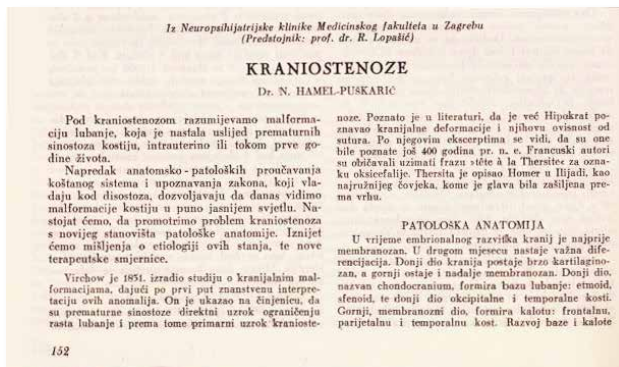 Iz Neuropsihijatrijske klinike Medicinskog fakulteta u Zagrebu
(Predstojnik: prof. dr. R. Lopašić)
KRANIOSTENOZE
Dr. N. HAMEL-PUŠKARIĆ
Pod kraniostenozom razumijevamo malforma-
ciju lubanje, koja je nastala uslijed prematurnih
sinostoza kostiju, intrauterino ili tokom prve go-
dine života.
Napredak anatomsko-patoloških proučavanja
koštanog sistema i upoznavanja zakona, koji vla-
daju kod disostoza, dozvoljavaju da danas vidimo
malformacije kostiju u puno jasnijem svjetlu. Na-
stojat ćemo, da promotrimo problem kraniostenoza
s novijeg stanovišta patološke anatomije. Iznijet
ćemo mišljenja o etiologiji ovih stanja, te nove
terapeutske smjernice.
Virchow je 1851. izradio studiju o kranijalnim mal-
formacijama, dajući po prvi put znanstvenu interpre-
taciju ovih anomalija. On je ukazao na činjenicu, da
su prematurne sinostoze direktni uzrok ograničenju
rasta lubanje i prema tome primarni uzrok kranioste-
noze. Poznato je u literaturi, da je već Hipokrat po-
znavao kranijalne deformacije i njihovu ovisnost od
sutura. Po njegovim ekscerptima se vidi, da su one
bile poznate još 400 godina pr. n. e. Francuski autori
su običavali uzimati frazu »tête à la Thersite« za ozna-
ku oksicefalije. Thersita je opisao Homer u Ilijadi, kao
najružnijeg čovjeka, kome je glava bila zašiljena pre-
ma vrhu.
PATOLOŠKA ANATOMIJA
U vrijeme embrionalnog razvitka kranij je najprije
membranozan. U drugom mjesecu nastaje važna dife-
rencijacija. Donji dio kranija postaje brzo kartilagino-
zan, a gornji ostaje i nadalje membranozan. Donji dio,
nazvan chondocranium, formira bazu lubanje: etmoid,
sfenoid, te donji dio okcipitalne i temporalne kosti.
Gornji, membranozni dio, formira kalotu: frontalnu,
parijetalnu i temporalnu kost. Razvoj baze i kalote
152